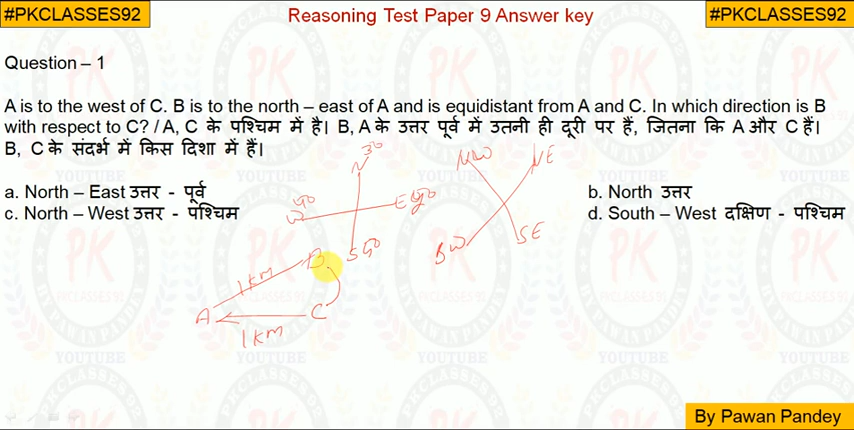 #PKCLASSES92
Reasoning Test Paper 9 Answer key
#PKCLASSES92
Question – 1
A is to the west of C. B is to the north – east of A and is equidistant from A and C. In which direction is B
with respect to C? / A, C के पश्चिम में है। B, A के उत्तर पूर्व में उतनी ही दूरी पर हैं, जितना कि A और C हैं।
B, C के संदर्भ में किस दिशा में हैं।
a. North – East उत्तर - पूर्व
b. North उत्तर
c. North – West उत्तर - पश्चिम
d. South – West दक्षिण - पश्चिम
N
W
E
S
NW
NE
SE
B
1KM
A
C
1KM
By Pawan Pandey